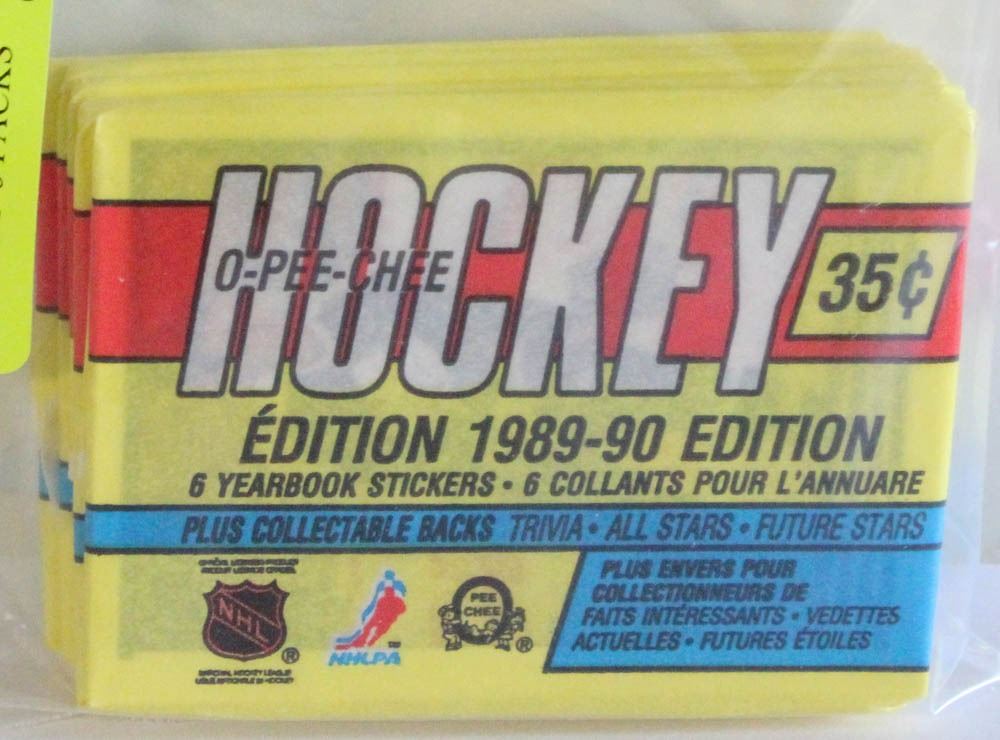 PACKS
HOCKEY
O-PEE-CHEE
35¢
ÉDITION 1989-90 EDITION
6 YEARBOOK STICKERS • 6 COLLANTS POUR L'ANNUARE
PLUS COLLECTABLE BACKS TRIVIA • ALL STARS • FUTURE STARS
PLUS ENVERS POUR
COLLECTIONNEURS DE
FAITS INTÉRESSANTS • VEDETTES
ACTUELLES • FUTURES ÉTOILES
NHL ®
NHLPA ™
PEE
CHEE ®